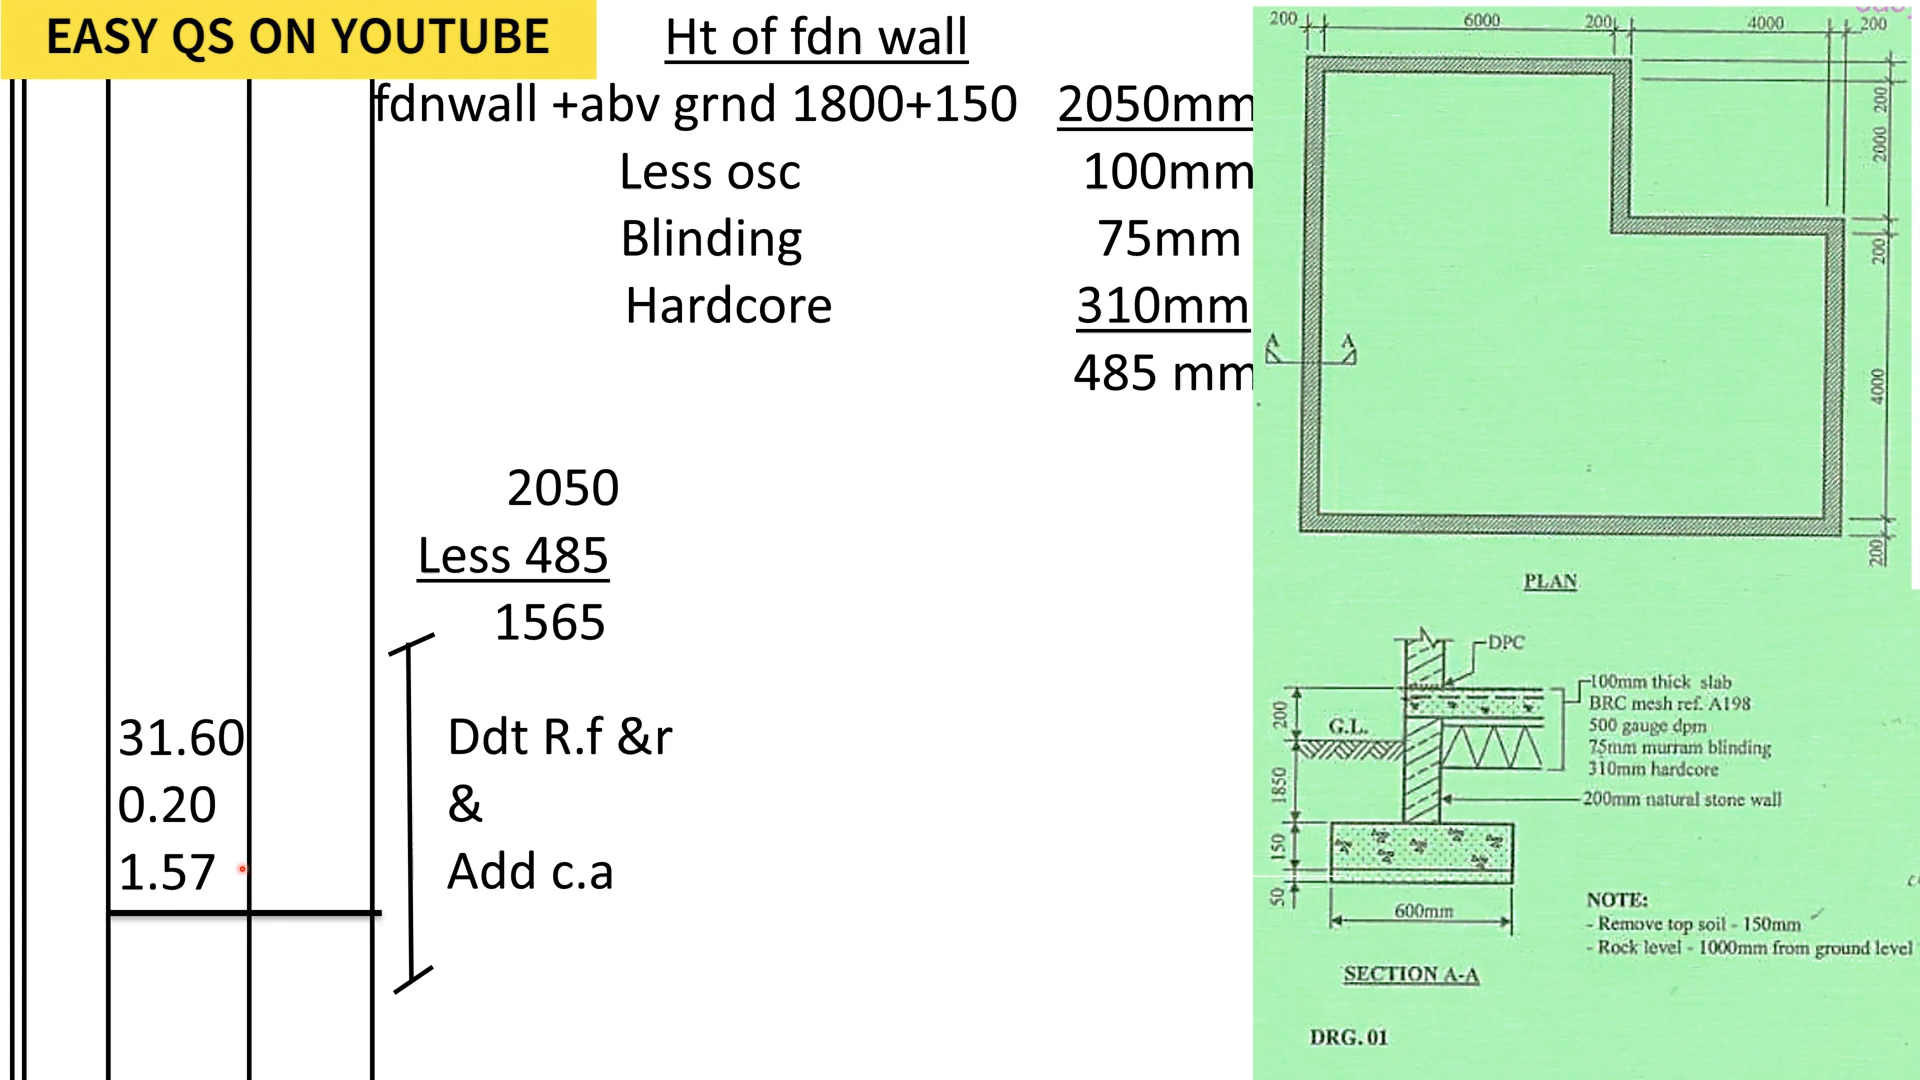 EASY QS ON YOUTUBE
Ht of fdn wall
fdnwall +abv grnd 1800+150 2050mm
Less osc 100mm
Blinding 75mm
Hardcore 310mm
485 mm
2050
Less 485
1565
31.60 Ddt R.f &r
0.20 &
1.57 Add c.a
200 6000 200 4000 200
200
2000
200
4000
200
A A
PLAN
DPC
100mm thick slab
BRC mesh ref. A198
500 gauge dpm
75mm murram blinding
310mm hardcore
200mm natural stone wall
G.L.
200
1850
150
50
600mm
SECTION A-A
NOTE:
- Remove top soil - 150mm
- Rock level - 1000mm from ground level
DRG. 01